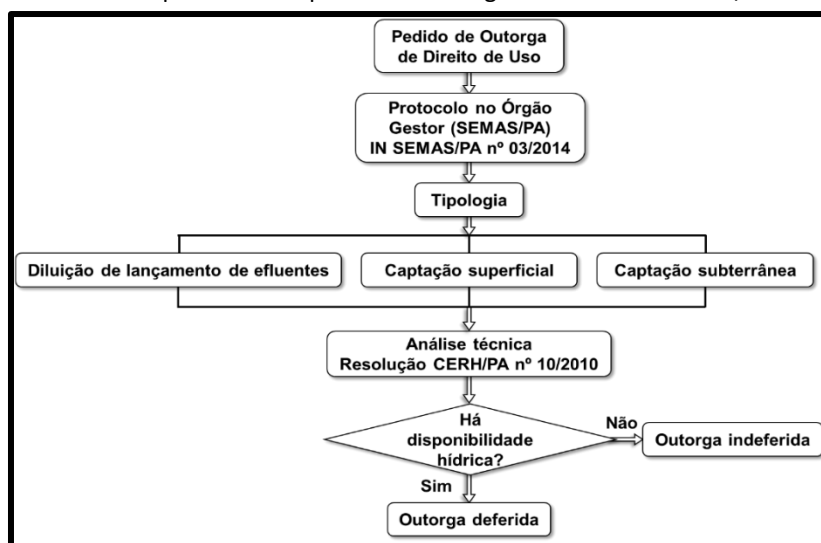 Pedido de Outorga
de Direito de Uso
Protocolo no Órgão
Gestor (SEMAS/PA)
IN SEMAS/PA nº 03/2014
Tipologia
Diluição de lançamento de efluentes
Captação superficial
Captação subterrânea
Análise técnica
Resolução CERH/PA nº 10/2010
Há
disponibilidade
hídrica?
Não
Outorga indeferida
Sim
Outorga deferida